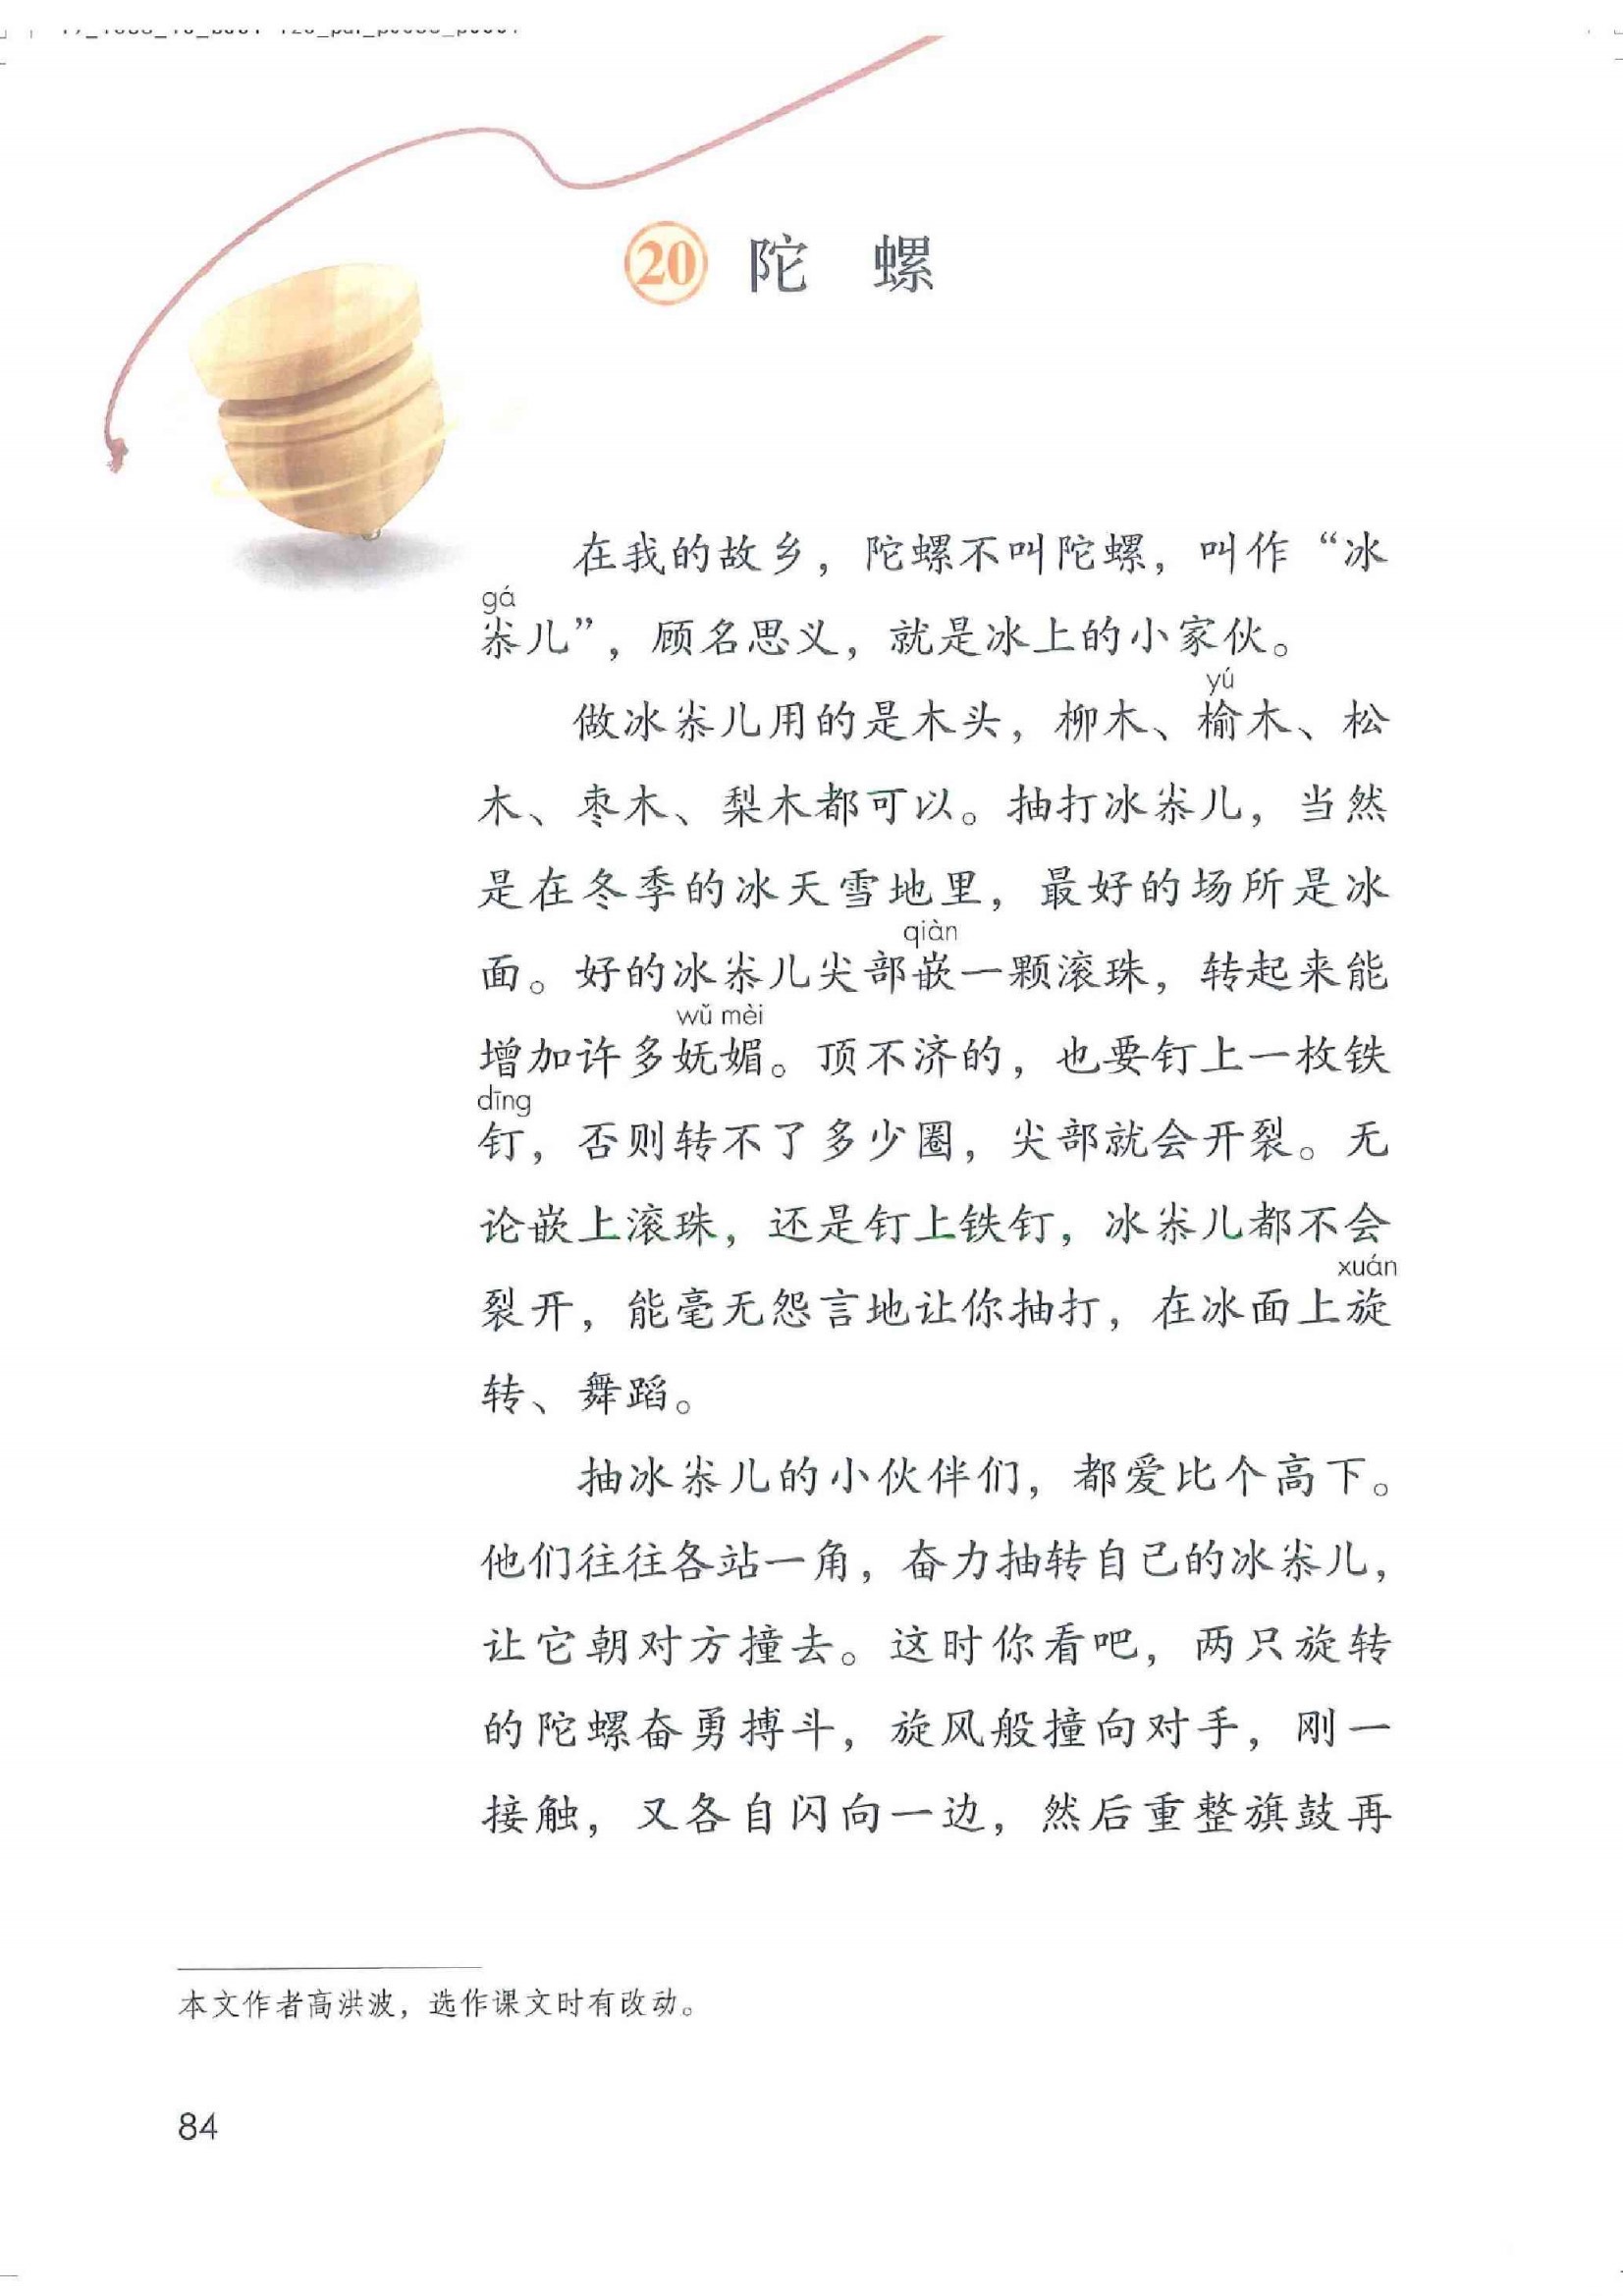 20 陀 螺
在我的故乡，陀螺不叫陀螺，叫作“冰
gá
尜儿”，顾名思义，就是冰上的小家伙。
yú
做冰尜儿用的是木头，柳木、榆木、松
木、枣木、梨木都可以。抽打冰尜儿，当然
是在冬季的冰天雪地里，最好的场所是冰
qiàn
面。好的冰尜儿尖部嵌一颗滚珠，转起来能
wǔ mèi
增加许多妩媚。顶不济的，也要钉上一枚铁
dīng
钉，否则转不了多少圈，尖部就会开裂。无
论嵌上滚珠，还是钉上铁钉，冰尜儿都不会
xuán
裂开，能毫无怨言地让你抽打，在冰面上旋
转、舞蹈。
抽冰尜儿的小伙伴们，都爱比个高下。
他们往往各站一角，奋力抽转自己的冰尜儿，
让它朝对方撞去。这时你看吧，两只旋转
的陀螺奋勇搏斗，旋风般撞向对手，刚一
接触，又各自闪向一边，然后重整旗鼓再
本文作者高洪波，选作课文时有改动。
84